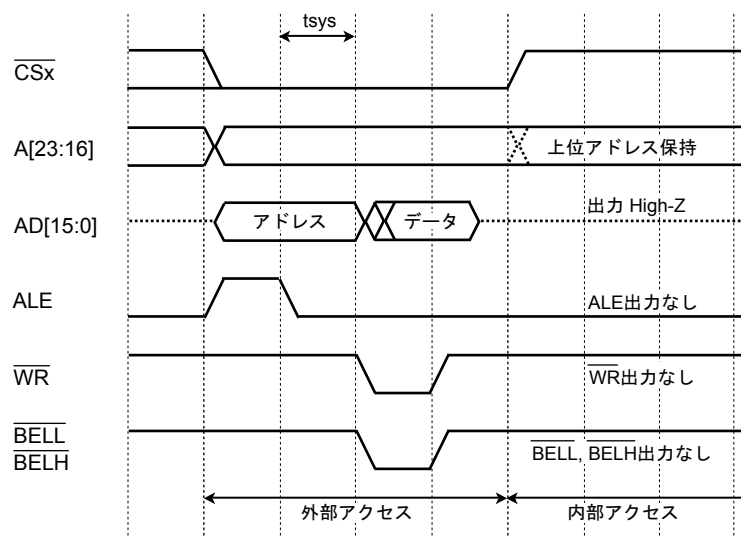 tsys
CSx
A[23:16]
上位アドレス保持
AD[15:0]
アドレス
データ
出力 High-Z
ALE
ALE出力なし
WR
WR出力なし
BELL
BELH
BELL, BELH出力なし
外部アクセス
内部アクセス